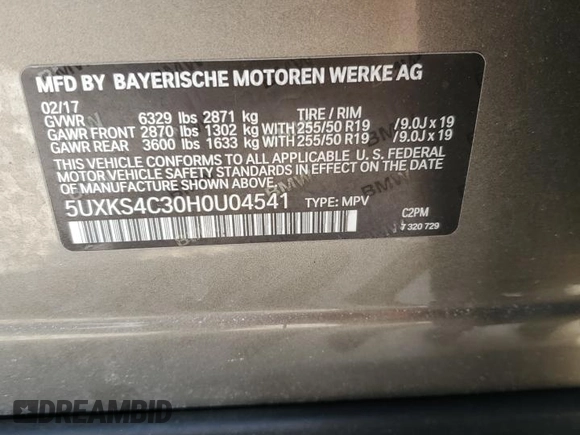 MFD BY BAYERISCHE MOTOREN WERKE AG
02/17
GVWR 6329 lbs 2871 kg TIRE / RIM
GAWR FRONT 2870 lbs 1302 kg WITH 255/50 R19 / 9.0J x 19
GAWR REAR 3600 lbs 1633 kg WITH 255/50 R19 / 9.0J x 19
THIS VEHICLE CONFORMS TO ALL APPLICABLE U. S. FEDERAL
MOTOR VEHICLE SAFETY STANDARDS IN EFFECT
ON THE DATE OF MANUFACTURE SHOWN ABOVE.
5UXKS4C30H0U04541 TYPE: MPV
C2PM
7 320 729
DREAMBID